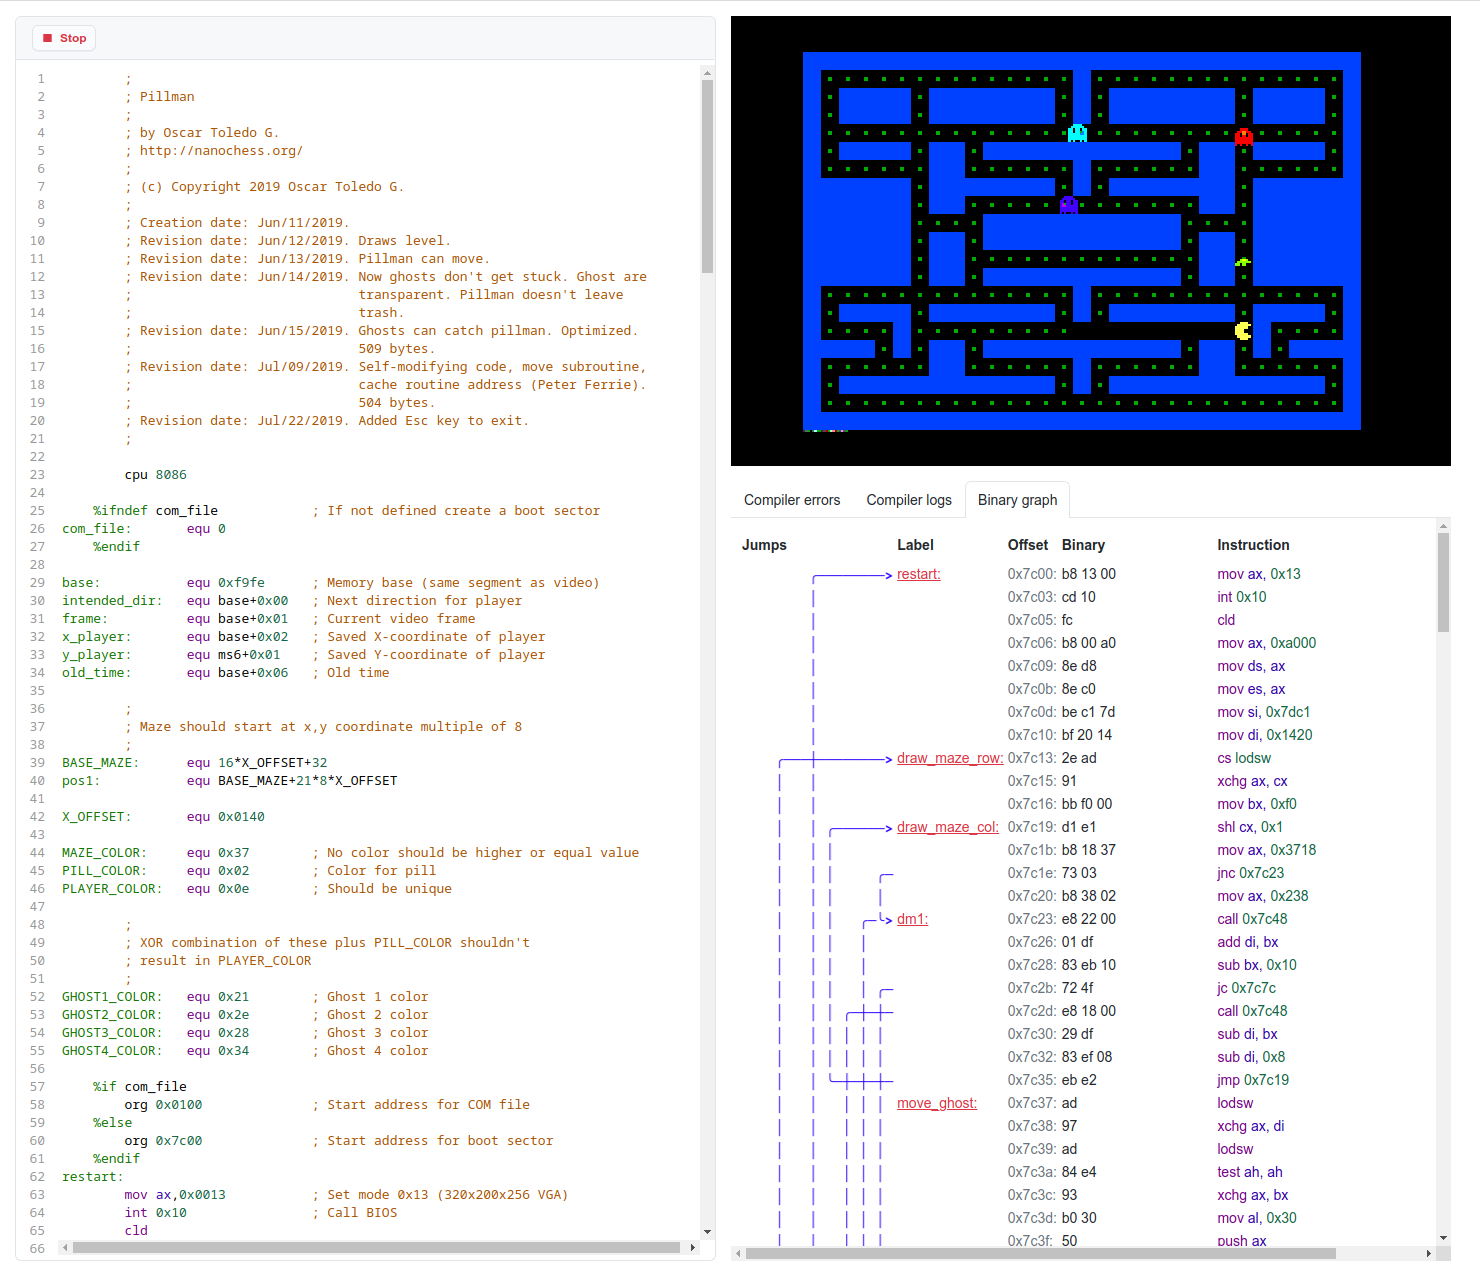 Stop
1 ;
2 ; Pillman
3 ;
4 ; by Oscar Toledo G.
5 ; http://nanochess.org/
6 ;
7 ; (c) Copyright 2019 Oscar Toledo G.
8 ;
9 ; Creation date: Jun/11/2019.
10 ; Revision date: Jun/12/2019. Draws level.
11 ; Revision date: Jun/13/2019. Pillman can move.
12 ; Revision date: Jun/14/2019. Now ghosts don't get stuck. Ghost are
13 ; transparent. Pillman doesn't leave
14 ; trash.
15 ; Revision date: Jun/15/2019. Ghosts can catch pillman. Optimized.
16 ; 509 bytes.
17 ; Revision date: Jul/09/2019. Self-modifying code, move subroutine,
18 ; cache routine address (Peter Ferrie).
19 ; 504 bytes.
20 ; Revision date: Jul/22/2019. Added Esc key to exit.
21 ;
22
23 cpu 8086
24
25 %ifndef com_file ; If not defined create a boot sector
26 com_file: equ 0
27 %endif
28
29 base: equ 0xf9fe ; Memory base (same segment as video)
30 intended_dir: equ base+0x00 ; Next direction for player
31 frame: equ base+0x01 ; Current video frame
32 x_player: equ base+0x02 ; Saved X-coordinate of player
33 y_player: equ ms6+0x01 ; Saved Y-coordinate of player
34 old_time: equ base+0x06 ; Old time
35
36 ;
37 ; Maze should start at x,y coordinate multiple of 8
38 ;
39 BASE_MAZE: equ 16*X_OFFSET+32
40 pos1: equ BASE_MAZE+21*8*X_OFFSET
41
42 X_OFFSET: equ 0x0140
43
44 MAZE_COLOR: equ 0x37 ; No color should be higher or equal value
45 PILL_COLOR: equ 0x02 ; Color for pill
46 PLAYER_COLOR: equ 0x0e ; Should be unique
47
48 ;
49 ; XOR combination of these plus PILL_COLOR shouldn't
50 ; result in PLAYER_COLOR
51 ;
52 GHOST1_COLOR: equ 0x21 ; Ghost 1 color
53 GHOST2_COLOR: equ 0x2e ; Ghost 2 color
54 GHOST3_COLOR: equ 0x28 ; Ghost 3 color
55 GHOST4_COLOR: equ 0x34 ; Ghost 4 color
56
57 %if com_file
58 org 0x0100 ; Start address for COM file
59 %else
60 org 0x7c00 ; Start address for boot sector
61 %endif
62 restart:
63 mov ax,0x0013 ; Set mode 0x13 (320x200x256 VGA)
64 int 0x10 ; Call BIOS
65 cld
66
Compiler errors Compiler logs Binary graph
Jumps Label Offset Binary Instruction
restart: 0x7c00: b8 13 00 mov ax, 0x13
0x7c03: cd 10 int 0x10
0x7c05: fc cld
0x7c06: b8 00 a0 mov ax, 0xa000
0x7c09: 8e d8 mov ds, ax
0x7c0b: 8e c0 mov es, ax
0x7c0d: be c1 7d mov si, 0x7dc1
0x7c10: bf 20 14 mov di, 0x1420
draw_maze_row: 0x7c13: 2e ad cs lodsw
0x7c15: 91 xchg ax, cx
0x7c16: bb f0 00 mov bx, 0xf0
draw_maze_col: 0x7c19: d1 e1 shl cx, 0x1
0x7c1b: b8 18 37 mov ax, 0x3718
0x7c1e: 73 03 jnc 0x7c23
0x7c20: b8 38 02 mov ax, 0x238
dm1: 0x7c23: e8 22 00 call 0x7c48
0x7c26: 01 df add di, bx
0x7c28: 83 eb 10 sub bx, 0x10
0x7c2b: 72 4f jc 0x7c7c
0x7c2d: e8 18 00 call 0x7c48
0x7c30: 29 df sub di, bx
0x7c32: 83 ef 08 sub di, 0x8
0x7c35: eb e2 jmp 0x7c19
move_ghost: 0x7c37: ad lodsw
0x7c38: 97 xchg ax, di
0x7c39: ad lodsw
0x7c3a: 84 e4 test ah, ah
0x7c3c: 93 xchg ax, bx
0x7c3d: b0 30 mov al, 0x30
0x7c3f: 50 push ax